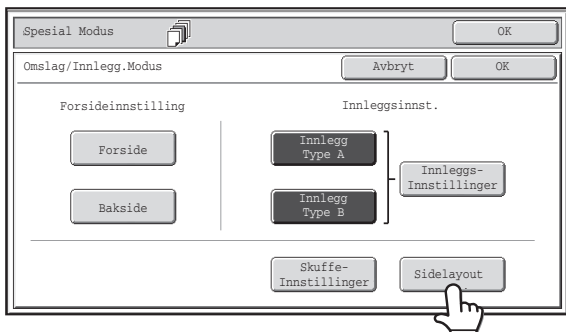 Spesial Modus
OK
Omslag/Innlegg.Modus
Avbryt
OK
Forsideinnstilling
Innleggsinnst.
Forside
Innlegg
Type A
Innleggs-
Innstillinger
Bakside
Innlegg
Type B
Skuffe-
Innstillinger
Sidelayout